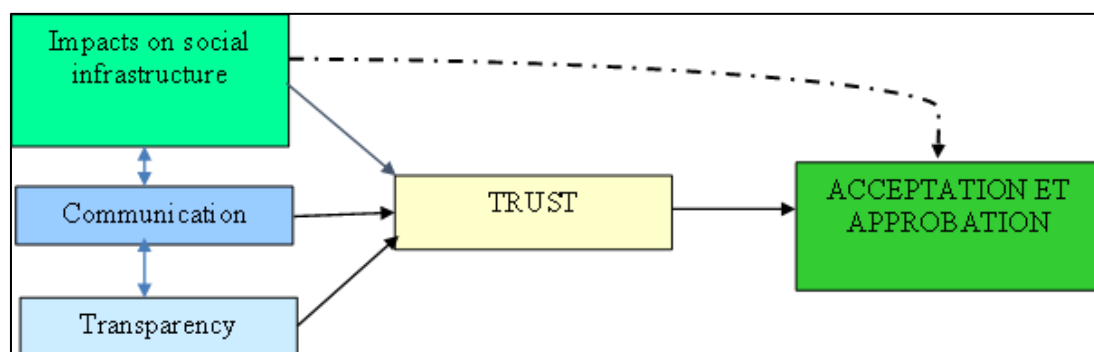 Impacts on social
infrastructure
Communication
TRUST
ACCEPTATION ET
APPROBATION
Transparency